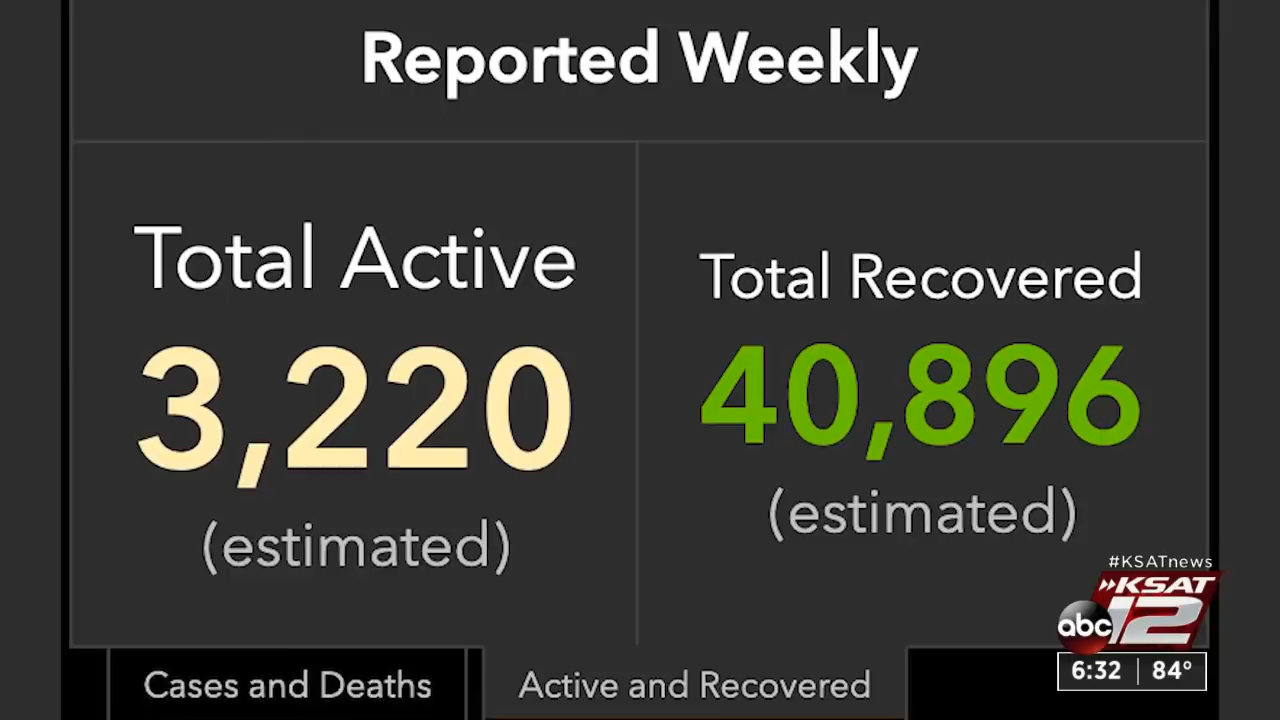 Reported Weekly
Total Active
3,220
(estimated)
Total Recovered
40,896
(estimated)
Cases and Deaths
Active and Recovered
#KSATnews
KSAT
abc 12
6:32 84°